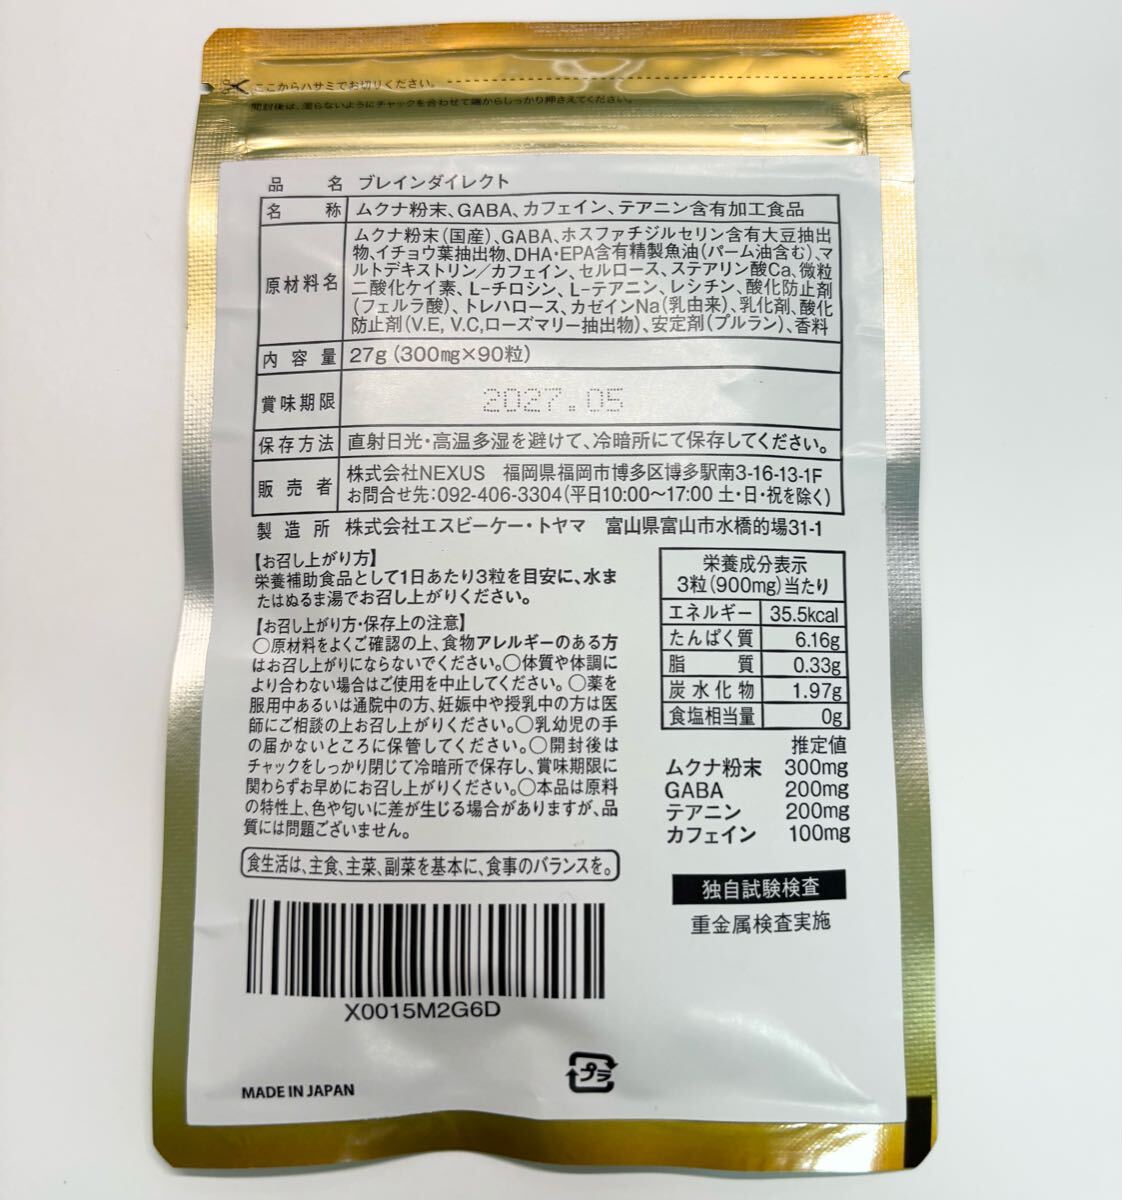 ここからハサミでお切りください。
開封後は、湿らないようにチャックを合わせて端からしっかり押さえてください。
品名 ブレインダイレクト
名称 ムクナ粉末、GABA、カフェイン、テアニン含有加工食品
原材料名 ムクナ粉末(国産)、GABA、ホスファチジルセリン含有大豆抽出
物、イチョウ葉抽出物、DHA・EPA含有精製魚油(パーム油含む)、マ
ルトデキストリン/カフェイン、セルロース、ステアリン酸Ca、微粒
二酸化ケイ素、L-チロシン、L-テアニン、レシチン、酸化防止剤
(フェルラ酸)、トレハロース、カゼインNa(乳由来)、乳化剤、酸化
防止剤(V.E, V.C,ローズマリー抽出物)、安定剤(プルラン)、香料
内容量 27g(300mg×90粒)
賞味期限 2027.05
保存方法 直射日光・高温多湿を避けて、冷暗所にて保存してください。
販売者 株式会社NEXUS 福岡県福岡市博多区博多駅南3-16-13-1F
お問合せ先:092-406-3304(平日10:00〜17:00 土・日・祝を除く)
製造所 株式会社エスビーケー・トヤマ 富山県富山市水橋的場31-1
【お召し上がり方】
栄養補助食品として1日あたり3粒を目安に、水ま
たはぬるま湯でお召し上がりください。
【お召し上がり方・保存上の注意】
○原材料をよくご確認の上、食物アレルギーのある方
はお召し上がりにならないでください。○体質や体調に
より合わない場合はご使用を中止してください。○薬を
服用中あるいは通院中の方、妊娠中や授乳中の方は医
師にご相談の上お召し上がりください。○乳幼児の手
の届かないところに保管してください。○開封後は
チャックをしっかり閉じて冷暗所で保存し、賞味期限に
関わらずお早めにお召し上がりください。○本品は原料
の特性上、色や匂いに差が生じる場合がありますが、品
質には問題ございません。
食生活は、主食、主菜、副菜を基本に、食事のバランスを。
栄養成分表示
3粒(900mg)当たり
エネルギー 35.5kcal
たんぱく質 6.16g
脂質 0.33g
炭水化物 1.97g
食塩相当量 0g
推定値
ムクナ粉末 300mg
GABA 200mg
テアニン 200mg
カフェイン 100mg
独自試験検査
重金属検査実施
X0015M2G6D
プラ
MADE IN JAPAN